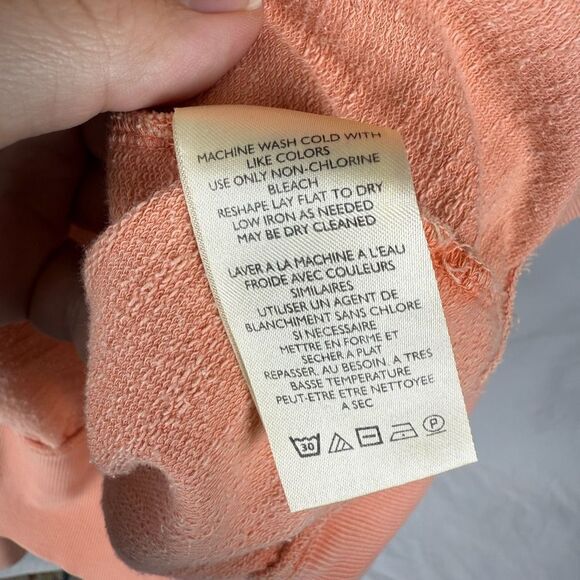 MACHINE WASH COLD WITH
LIKE COLORS
USE ONLY NON-CHLORINE
BLEACH
RESHAPE LAY FLAT TO DRY
LOW IRON AS NEEDED
MAY BE DRY CLEANED
LAVER A LA MACHINE A L'EAU
FROIDE AVEC COULEURS
SIMILAIRES
UTILISER UN AGENT DE
BLANCHIMENT SANS CHLORE
SI NECESSAIRE
METTRE EN FORME ET
SECHER A PLAT
REPASSER, AU BESOIN, A TRES
BASSE TEMPERATURE
PEUT-ETRE ETRE NETTOYEE
A SEC
30 P